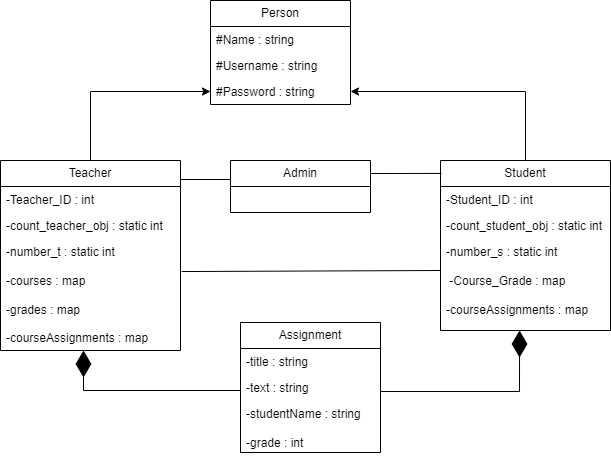 Person
#Name : string
#Username : string
#Password : string
Teacher
-Teacher_ID : int
-count_teacher_obj : static int
-number_t : static int
-courses : map
-grades : map
-courseAssignments : map
Admin
Student
-Student_ID : int
-count_student_obj : static int
-number_s : static int
-Course_Grade : map
-courseAssignments : map
Assignment
-title : string
-text : string
-studentName : string
-grade : int